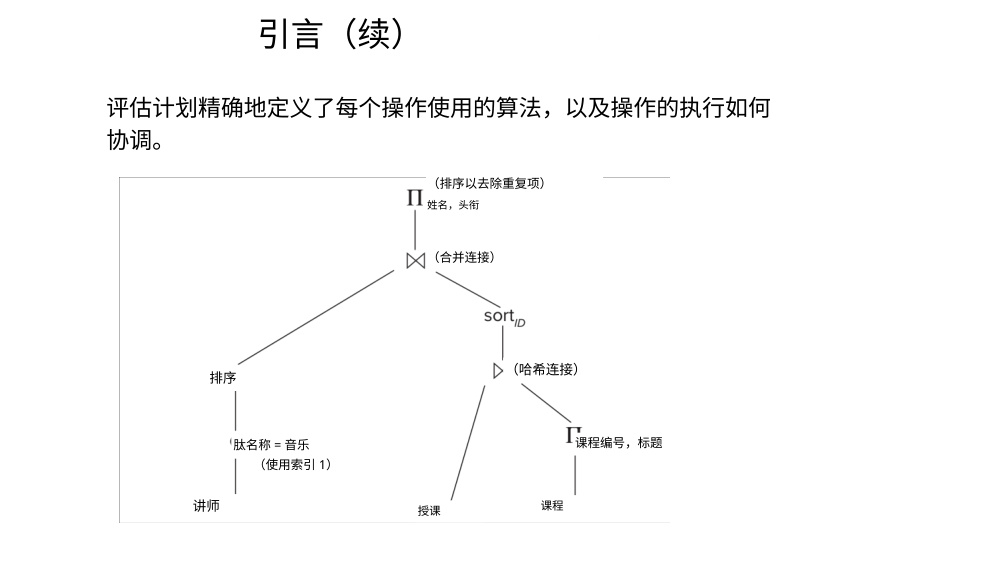 引言（续）
评估计划精确地定义了每个操作使用的算法，以及操作的执行如何
协调。
（排序以去除重复项）
Π 姓名，头衔
⋈ （合并连接）
sort ID
排序
（哈希连接）
肽名称 = 音乐
（使用索引 1）
Π 课程编号，标题
讲师
授课
课程